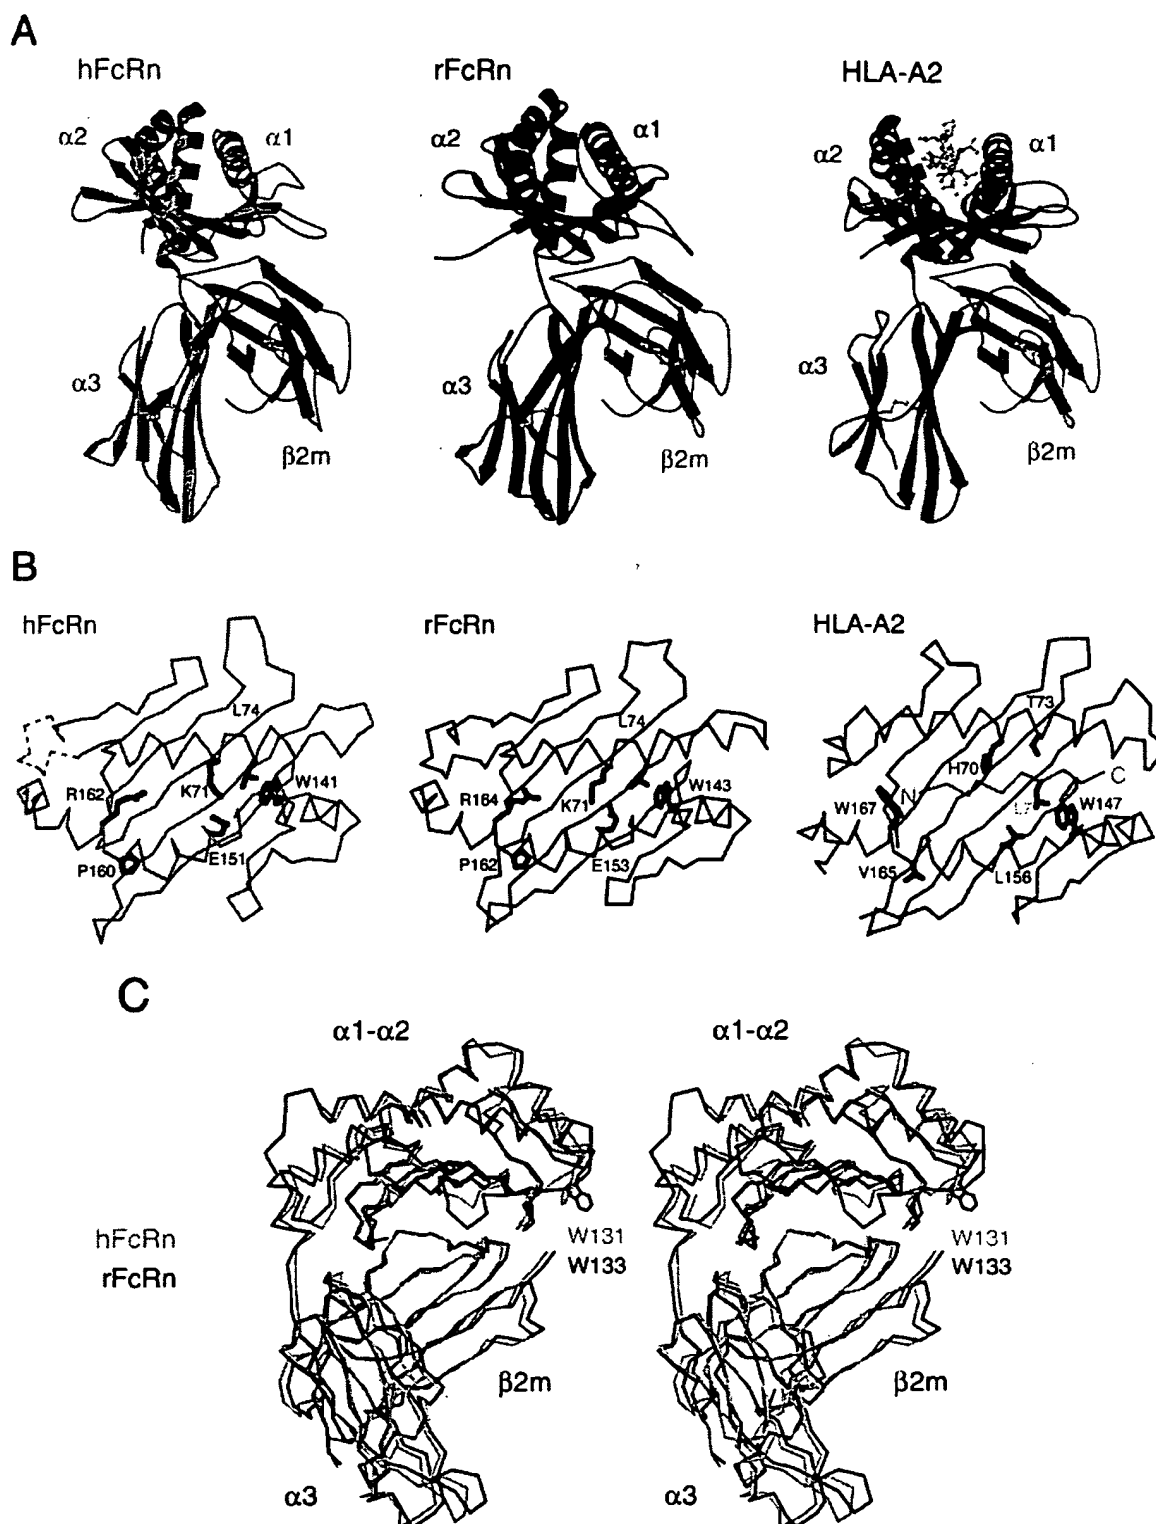 A
hFcRn
rFcRn
HLA-A2
α2
α1
α2
α1
α2
α1
α3
β2m
α3
β2m
α3
β2m
B
hFcRn
rFcRn
HLA-A2
L74
R162
K71
W141
E151
P160
L74
R164
K71
W143
P162
E153
T73
H70
C
W167
N
W147
V165
L156
C
α1-α2
α1-α2
hFcRn
rFcRn
W131
W133
W131
W133
β2m
β2m
α3
α3